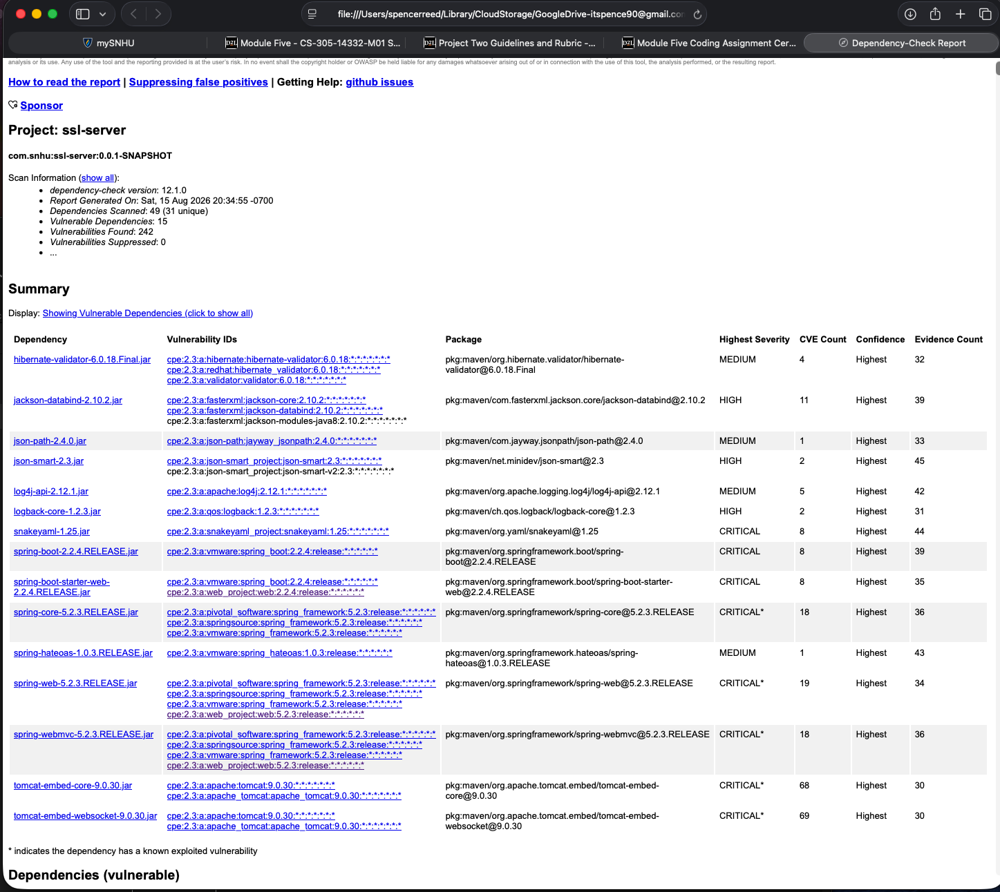 file:///Users/spencerreed/Library/CloudStorage/GoogleDrive-itspence90@gmail.co
mySNHU
D2L Module Five - CS-305-14332-M01 S...
D2L Project Two Guidelines and Rubric -...
D2L Module Five Coding Assignment Cer...
Dependency-Check Report
analysis or its use. Any use of the tool and the reporting provided is at the user's risk. In no event shall the copyright holder or OWASP be held liable for any damages whatsoever arising out of or in connection with the use of this tool, the analysis performed, or the resulting report.
How to read the report | Suppressing false positives | Getting Help: github issues
Sponsor
Project: ssl-server
com.snhu:ssl-server:0.0.1-SNAPSHOT
Scan Information (show all):
• dependency-check version: 12.1.0
• Report Generated On: Sat, 15 Aug 2026 20:34:55 -0700
• Dependencies Scanned: 49 (31 unique)
• Vulnerable Dependencies: 15
• Vulnerabilities Found: 242
• Vulnerabilities Suppressed: 0
• ...
Summary
Display: Showing Vulnerable Dependencies (click to show all)
Dependency Vulnerability IDs Package Highest Severity CVE Count Confidence Evidence Count
hibernate-validator-6.0.18.Final.jar cpe:2.3:a:hibernate:hibernate-validator:6.0.18:*:*:*:*:*:*:* pkg:maven/org.hibernate.validator/hibernate- MEDIUM 4 Highest 32
cpe:2.3:a:redhat:hibernate_validator:6.0.18:*:*:*:*:*:*:* validator@6.0.18.Final
cpe:2.3:a:validator:validator:6.0.18:*:*:*:*:*:*:*
jackson-databind-2.10.2.jar cpe:2.3:a:fasterxml:jackson-core:2.10.2:*:*:*:*:*:*:* pkg:maven/com.fasterxml.jackson.core/jackson-databind@2.10.2 HIGH 11 Highest 39
cpe:2.3:a:fasterxml:jackson-databind:2.10.2:*:*:*:*:*:*:*
cpe:2.3:a:fasterxml:jackson-modules-java8:2.10.2:*:*:*:*:*:*:*
json-path-2.4.0.jar cpe:2.3:a:json-path:jayway_jsonpath:2.4.0:*:*:*:*:*:*:* pkg:maven/com.jayway.jsonpath/json-path@2.4.0 MEDIUM 1 Highest 33
json-smart-2.3.jar cpe:2.3:a:json-smart_project:json-smart:2.3:*:*:*:*:*:*:* pkg:maven/net.minidev/json-smart@2.3 HIGH 2 Highest 45
cpe:2.3:a:json-smart_project:json-smart-v2:2.3:*:*:*:*:*:*:*
log4j-api-2.12.1.jar cpe:2.3:a:apache:log4j:2.12.1:*:*:*:*:*:*:* pkg:maven/org.apache.logging.log4j/log4j-api@2.12.1 MEDIUM 5 Highest 42
logback-core-1.2.3.jar cpe:2.3:a:qos:logback:1.2.3:*:*:*:*:*:*:* pkg:maven/ch.qos.logback/logback-core@1.2.3 HIGH 2 Highest 31
snakeyaml-1.25.jar cpe:2.3:a:snakeyaml_project:snakeyaml:1.25:*:*:*:*:*:*:* pkg:maven/org.yaml/snakeyaml@1.25 CRITICAL 8 Highest 44
spring-boot-2.2.4.RELEASE.jar cpe:2.3:a:vmware:spring_boot:2.2.4:release:*:*:*:*:*:* pkg:maven/org.springframework.boot/spring- CRITICAL 8 Highest 39
boot@2.2.4.RELEASE
spring-boot-starter-web- cpe:2.3:a:vmware:spring_boot:2.2.4:release:*:*:*:*:*:* pkg:maven/org.springframework.boot/spring-boot-starter- CRITICAL 8 Highest 35
2.2.4.RELEASE.jar cpe:2.3:a:web_project:web:2.2.4:release:*:*:*:*:*:* web@2.2.4.RELEASE
spring-core-5.2.3.RELEASE.jar cpe:2.3:a:pivotal_software:spring_framework:5.2.3:release:*:*:*:*:*:* pkg:maven/org.springframework/spring-core@5.2.3.RELEASE CRITICAL* 18 Highest 36
cpe:2.3:a:springsource:spring_framework:5.2.3:release:*:*:*:*:*:*
cpe:2.3:a:vmware:spring_framework:5.2.3:release:*:*:*:*:*:*
spring-hateoas-1.0.3.RELEASE.jar cpe:2.3:a:vmware:spring_hateoas:1.0.3:release:*:*:*:*:*:* pkg:maven/org.springframework.hateoas/spring- MEDIUM 1 Highest 43
hateoas@1.0.3.RELEASE
spring-web-5.2.3.RELEASE.jar cpe:2.3:a:pivotal_software:spring_framework:5.2.3:release:*:*:*:*:*:* pkg:maven/org.springframework/spring-web@5.2.3.RELEASE CRITICAL* 19 Highest 34
cpe:2.3:a:springsource:spring_framework:5.2.3:release:*:*:*:*:*:*
cpe:2.3:a:vmware:spring_framework:5.2.3:release:*:*:*:*:*:*
cpe:2.3:a:web_project:web:5.2.3:release:*:*:*:*:*:*
spring-webmvc-5.2.3.RELEASE.jar cpe:2.3:a:pivotal_software:spring_framework:5.2.3:release:*:*:*:*:*:* pkg:maven/org.springframework/spring-webmvc@5.2.3.RELEASE CRITICAL* 18 Highest 36
cpe:2.3:a:springsource:spring_framework:5.2.3:release:*:*:*:*:*:*
cpe:2.3:a:vmware:spring_framework:5.2.3:release:*:*:*:*:*:*
cpe:2.3:a:web_project:web:5.2.3:release:*:*:*:*:*:*
tomcat-embed-core-9.0.30.jar cpe:2.3:a:apache:tomcat:9.0.30:*:*:*:*:*:*:* pkg:maven/org.apache.tomcat.embed/tomcat-embed- CRITICAL* 68 Highest 30
cpe:2.3:a:apache_tomcat:apache_tomcat:9.0.30:*:*:*:*:*:*:* core@9.0.30
tomcat-embed-websocket-9.0.30.jar cpe:2.3:a:apache:tomcat:9.0.30:*:*:*:*:*:*:* pkg:maven/org.apache.tomcat.embed/tomcat-embed- CRITICAL* 69 Highest 30
cpe:2.3:a:apache_tomcat:apache_tomcat:9.0.30:*:*:*:*:*:*:* websocket@9.0.30
* indicates the dependency has a known exploited vulnerability
Dependencies (vulnerable)